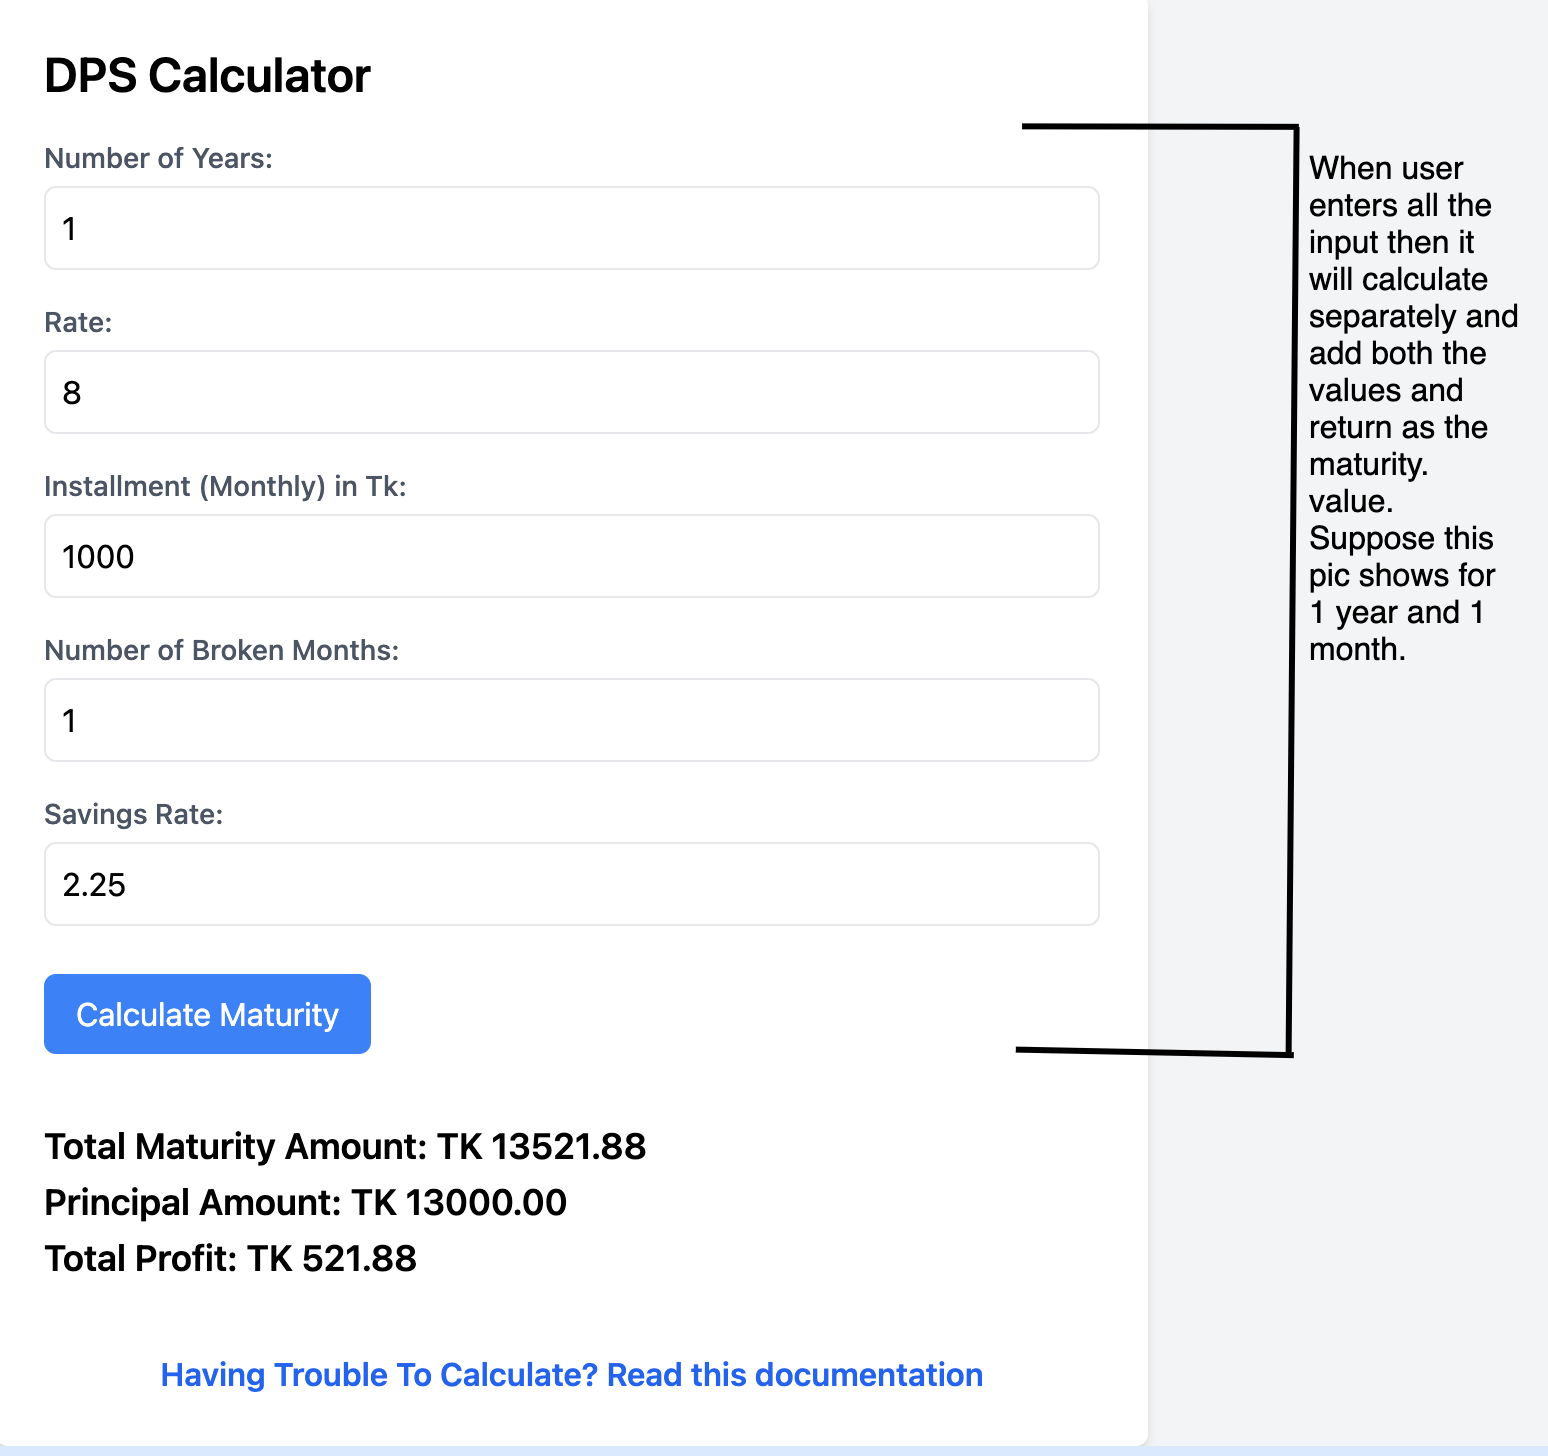 DPS Calculator
Number of Years:
1
Rate:
8
Installment (Monthly) in Tk:
1000
Number of Broken Months:
1
Savings Rate:
2.25
Calculate Maturity
Total Maturity Amount: TK 13521.88
Principal Amount: TK 13000.00
Total Profit: TK 521.88
Having Trouble To Calculate? Read this documentation
When user
enters all the
input then it
will calculate
separately and
add both the
values and
return as the
maturity.
value.
Suppose this
pic shows for
1 year and 1
month.